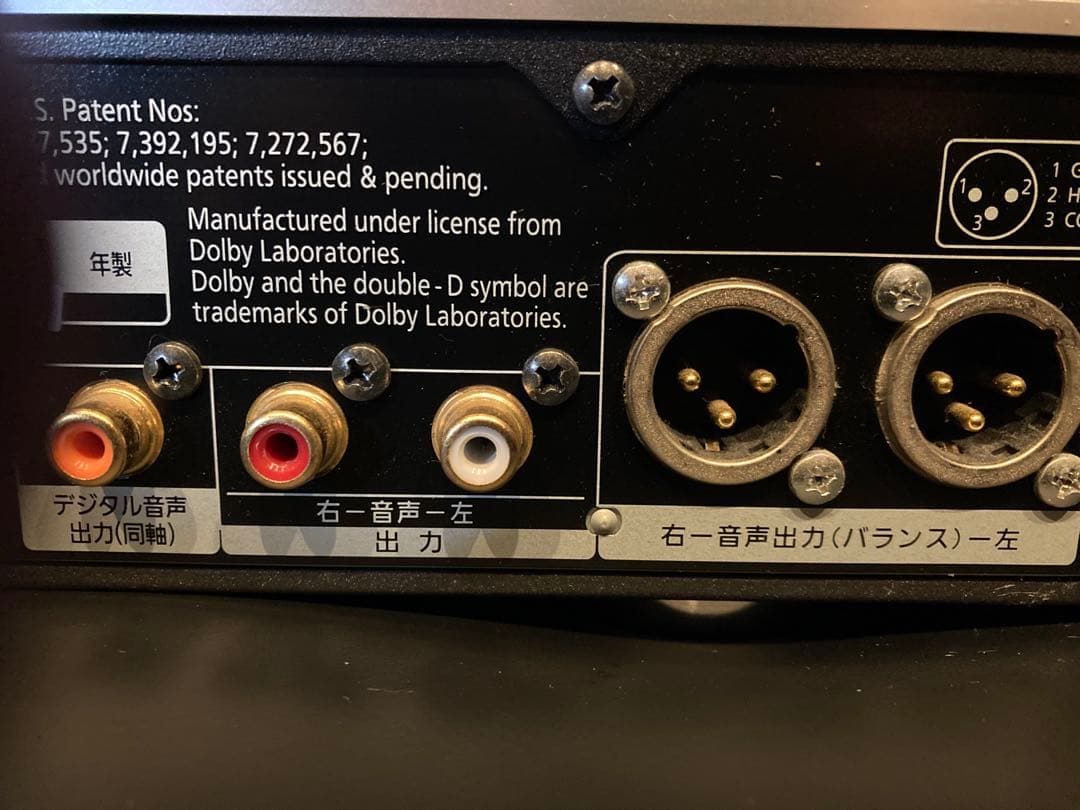 S. Patent Nos:
7,535; 7,392,195; 7,272,567;
worldwide patents issued & pending.
年製
Manufactured under license from
Dolby Laboratories.
Dolby and the double-D symbol are
trademarks of Dolby Laboratories.
1 2 3
1 G
2 H
3 CO
デジタル音声
出力(同軸)
右ー音声ー左
出 力
右ー音声出力(バランス)ー左